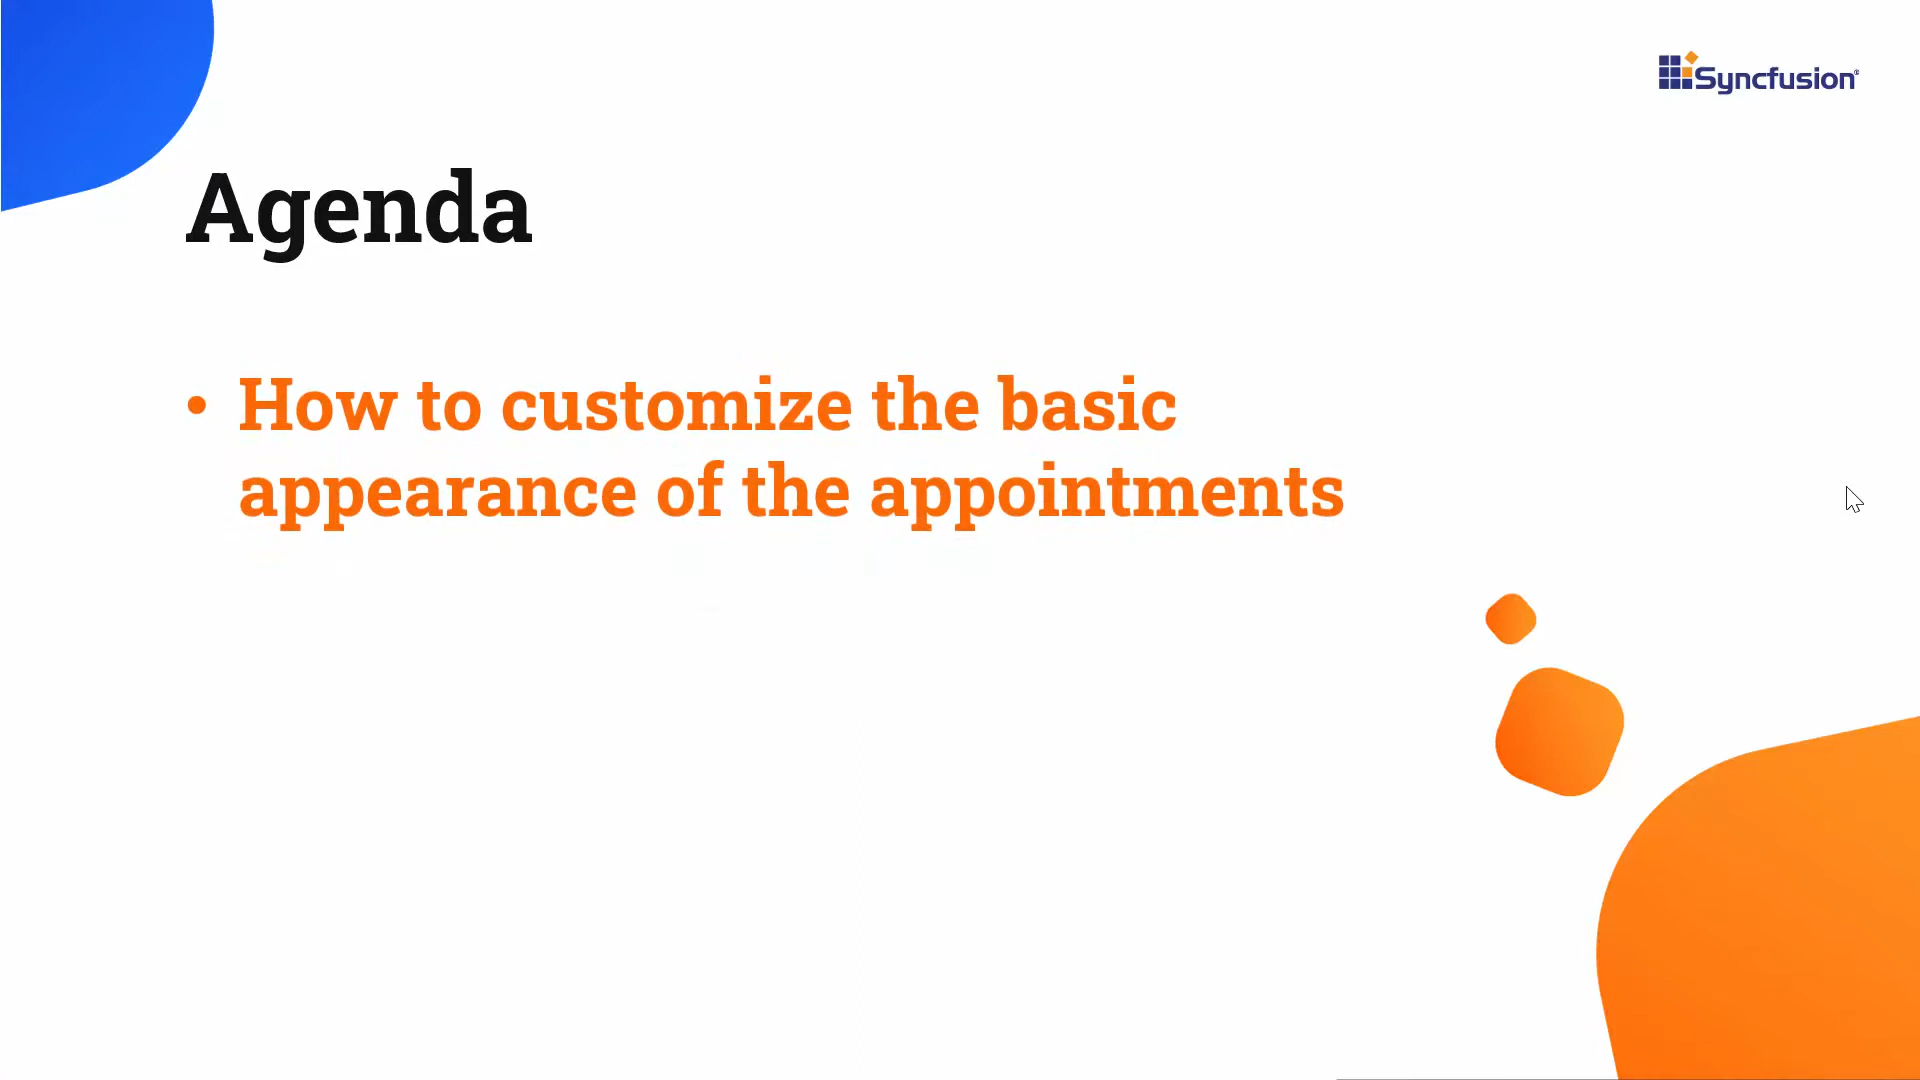 Syncfusion®
Agenda
• How to customize the basic
appearance of the appointments